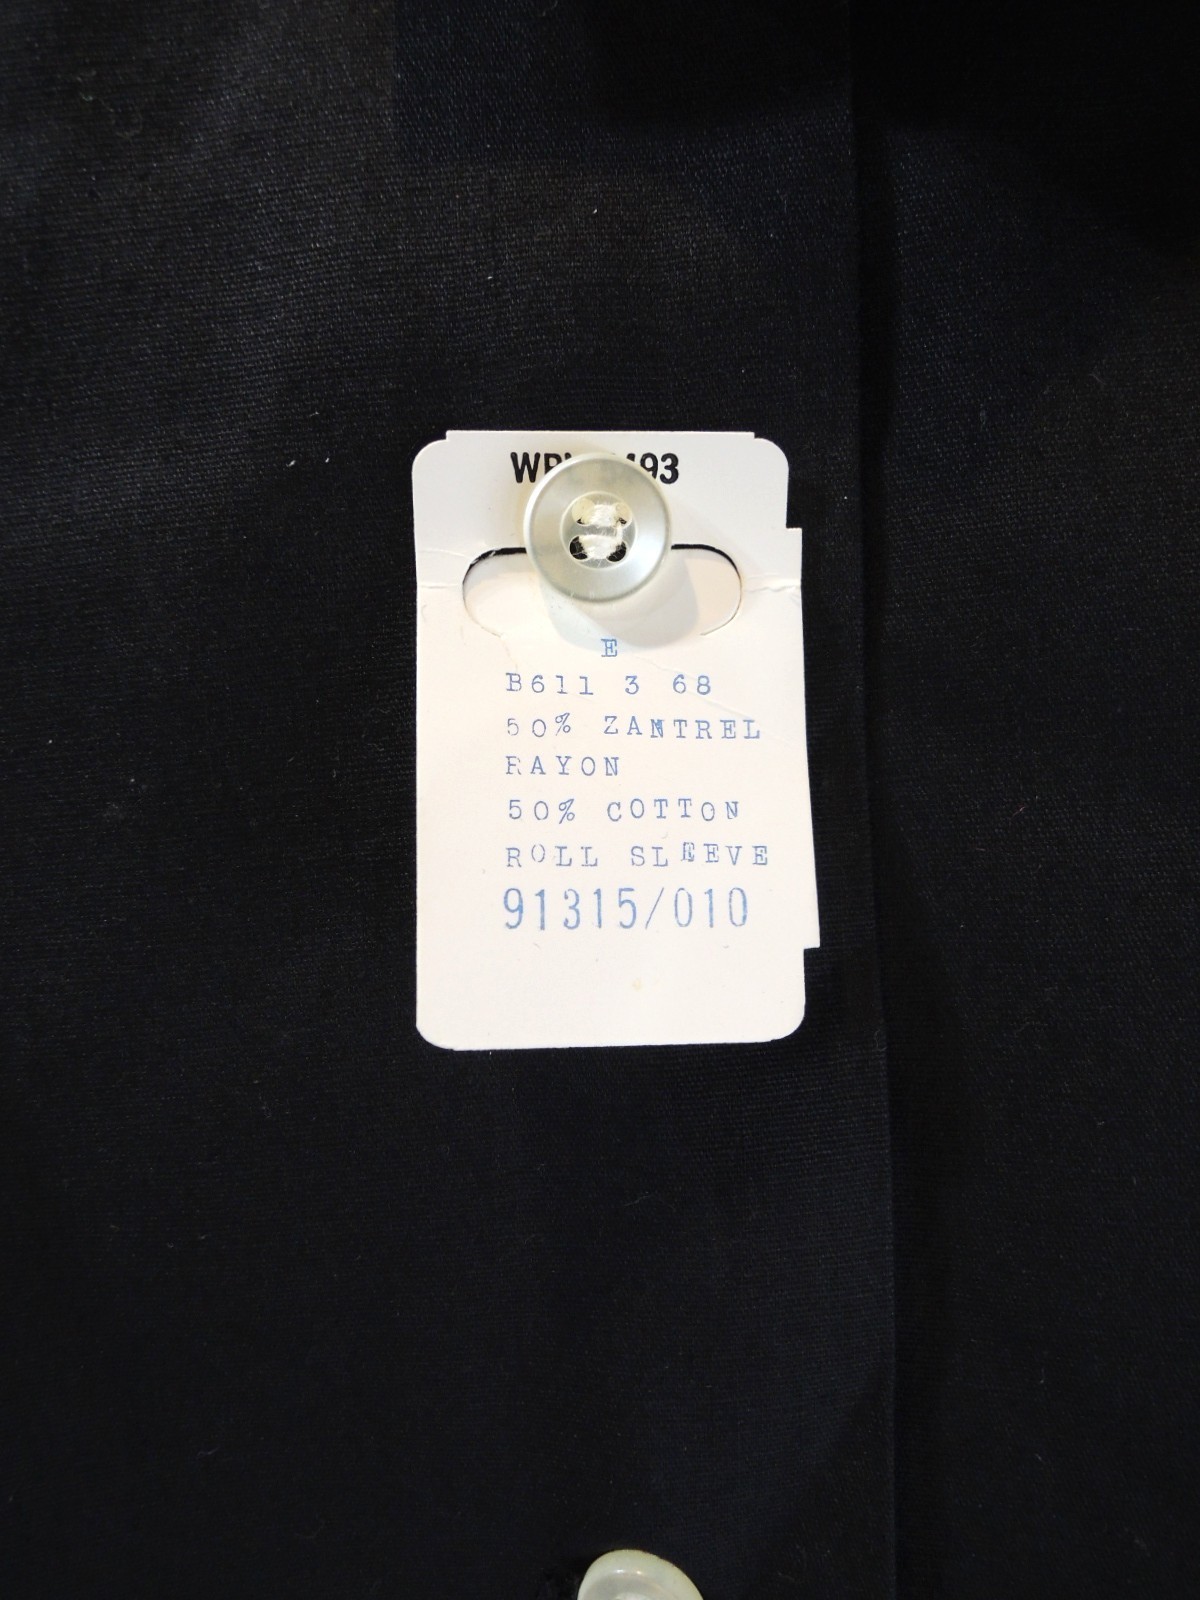 E
B611 3 68
50% ZANTREL
RAYON
50% COTTON
ROLL SLEEVE
91315/010